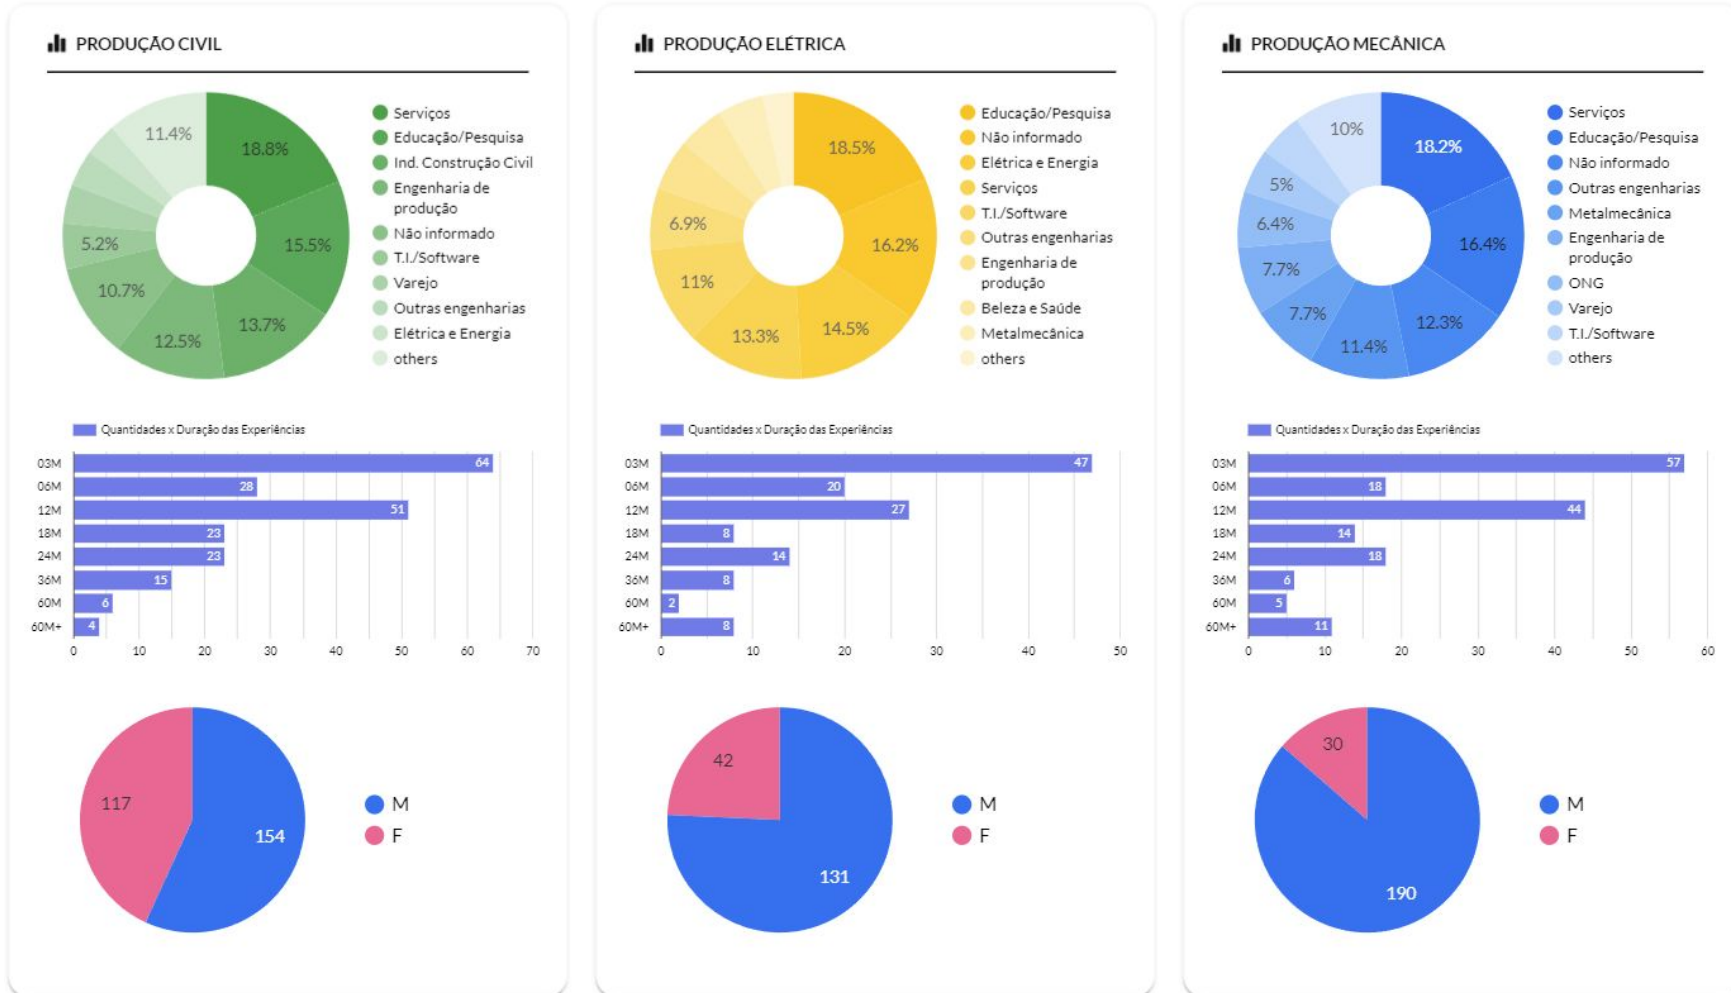 PRODUÇÃO CIVIL
11.4%
18.8%
15.5%
13.7%
12.5%
10.7%
5.2%
Serviços
Educação/Pesquisa
Ind. Construção Civil
Engenharia de
produção
Não informado
T.I./Software
Varejo
Outras engenharias
Elétrica e Energia
others
Quantidades x Duração das Experiências
03M 64
06M 28
12M 51
18M 23
24M 23
36M 15
60M 6
60M+ 4
0 10 20 30 40 50 60 70
117
154
M
F
PRODUÇÃO ELÉTRICA
18.5%
16.2%
14.5%
13.3%
11%
6.9%
Educação/Pesquisa
Não informado
Elétrica e Energia
Serviços
T.I./Software
Outras engenharias
Engenharia de
produção
Beleza e Saúde
Metalmecânica
others
Quantidades x Duração das Experiências
03M 47
06M 20
12M 27
18M 8
24M 14
36M 8
60M 2
60M+ 8
0 10 20 30 40 50
42
131
M
F
PRODUÇÃO MECÂNICA
10%
18.2%
16.4%
12.3%
11.4%
7.7%
7.7%
6.4%
5%
Serviços
Educação/Pesquisa
Não informado
Outras engenharias
Metalmecânica
Engenharia de
produção
ONG
Varejo
T.I./Software
others
Quantidades x Duração das Experiências
03M 57
06M 18
12M 44
18M 14
24M 18
36M 6
60M 5
60M+ 11
0 10 20 30 40 50 60
30
190
M
F